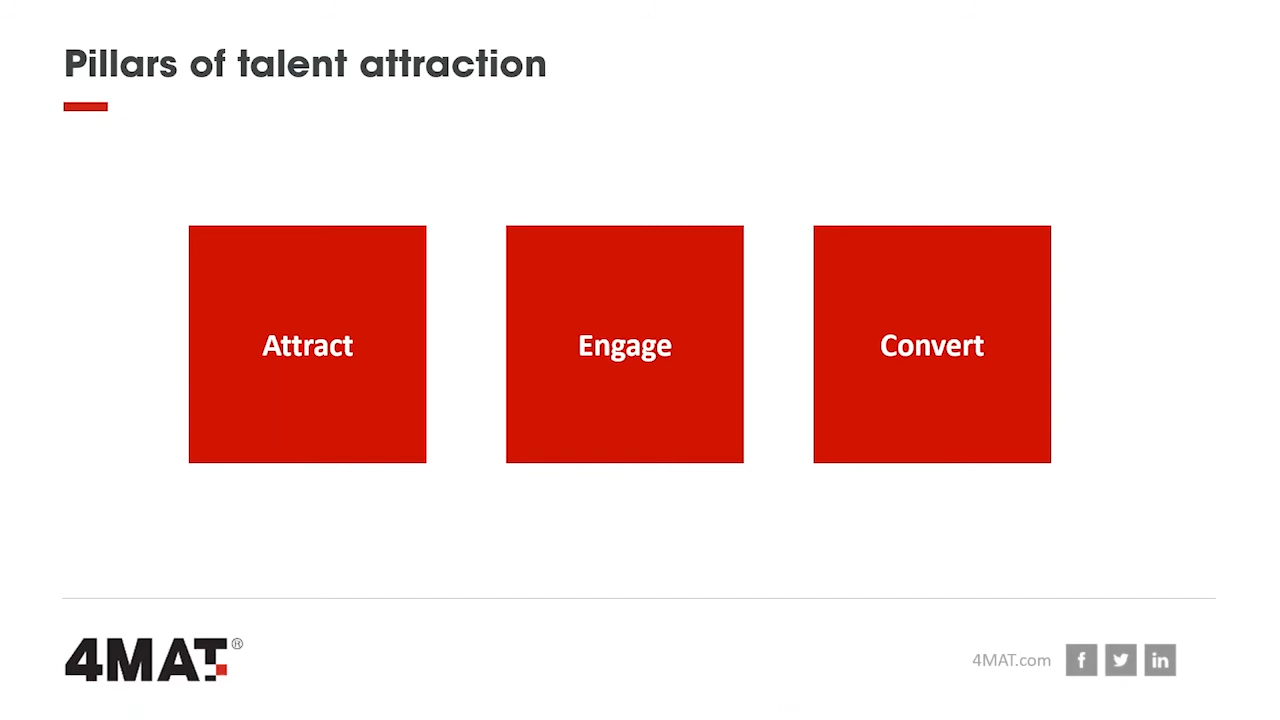 Pillars of talent attraction
Attract
Engage
Convert
4MAT®
4MAT.com
f
in